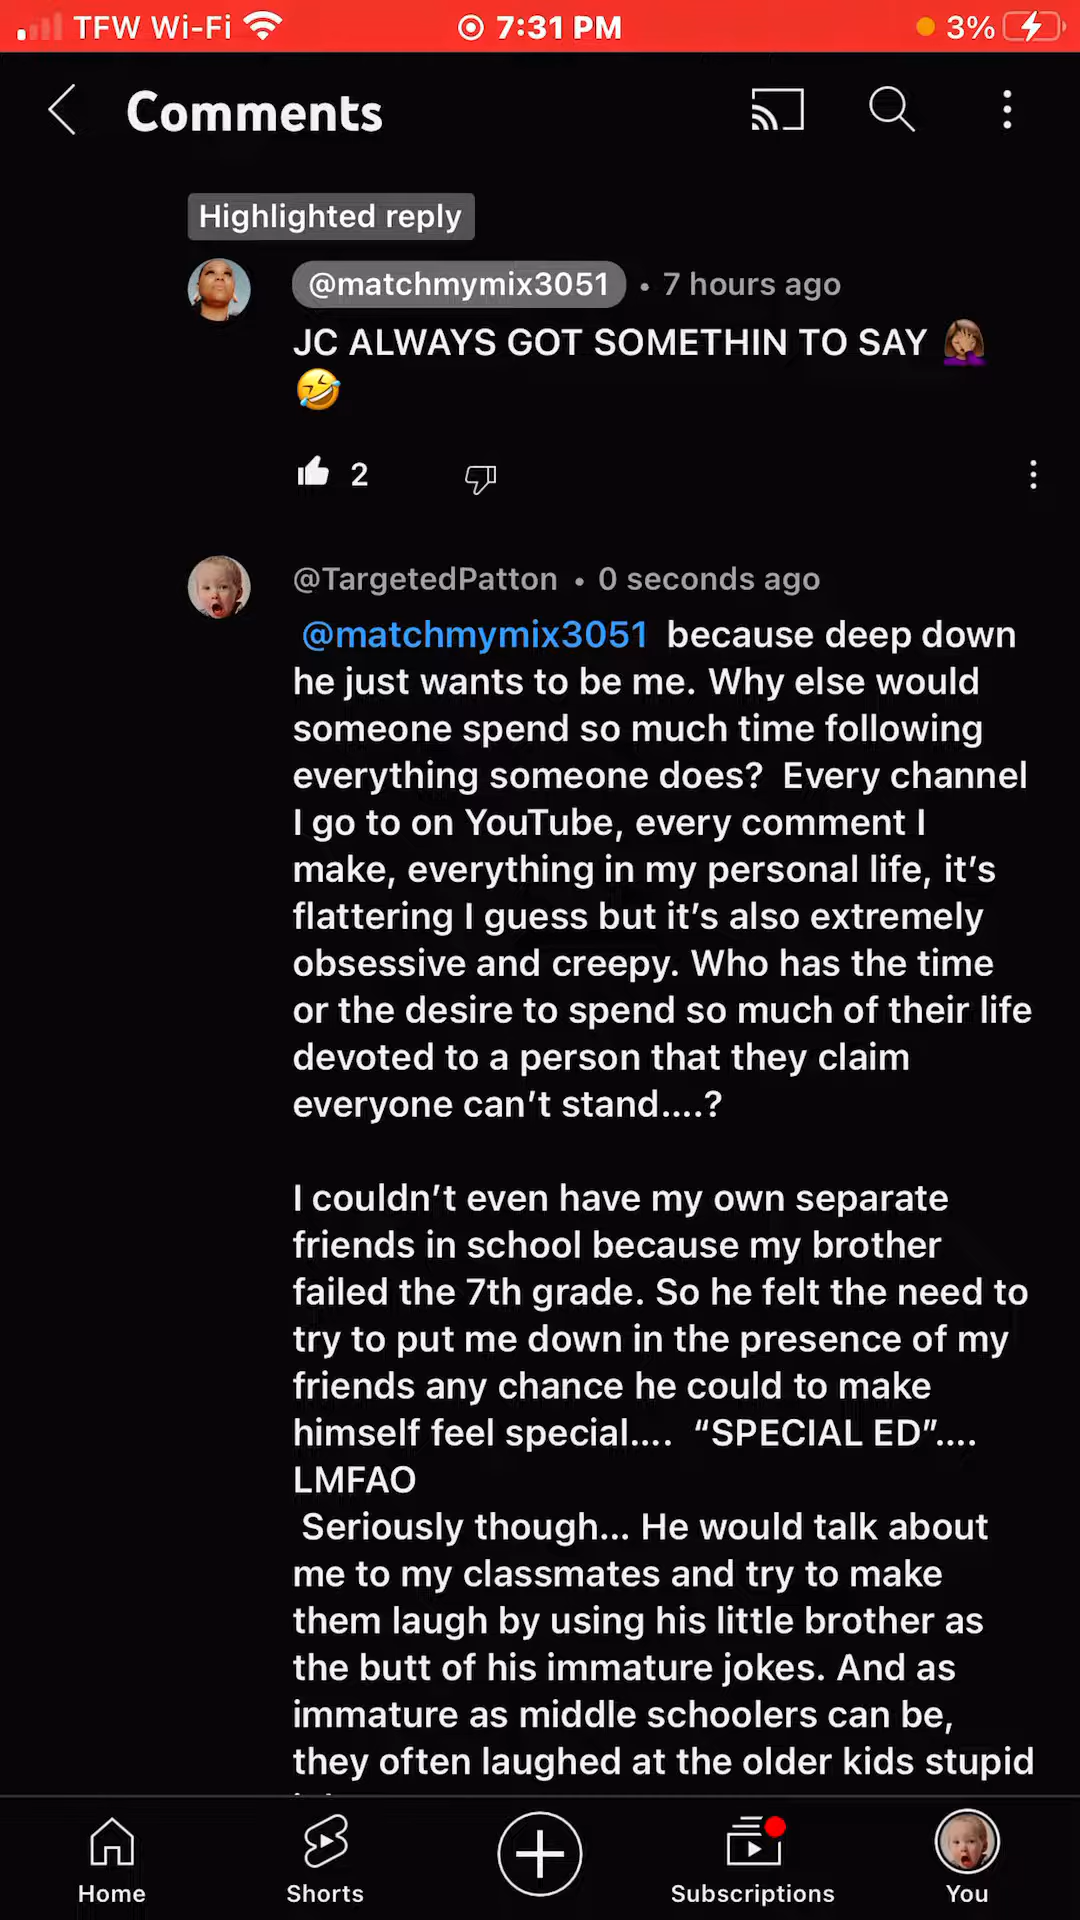 TFW Wi-Fi 7:31 PM 3%
Comments
Highlighted reply
@matchmymix3051 • 7 hours ago
JC ALWAYS GOT SOMETHIN TO SAY 🤦🏽‍♀️
🤣
2
@TargetedPatton • 0 seconds ago
@matchmymix3051 because deep down
he just wants to be me. Why else would
someone spend so much time following
everything someone does?  Every channel
I go to on YouTube, every comment I
make, everything in my personal life, it’s
flattering I guess but it’s also extremely
obsessive and creepy. Who has the time
or the desire to spend so much of their life
devoted to a person that they claim
everyone can’t stand....?
I couldn’t even have my own separate
friends in school because my brother
failed the 7th grade. So he felt the need to
try to put me down in the presence of my
friends any chance he could to make
himself feel special....  “SPECIAL ED”....
LMFAO
Seriously though... He would talk about
me to my classmates and try to make
them laugh by using his little brother as
the butt of his immature jokes. And as
immature as middle schoolers can be,
they often laughed at the older kids stupid
Home Shorts Subscriptions You